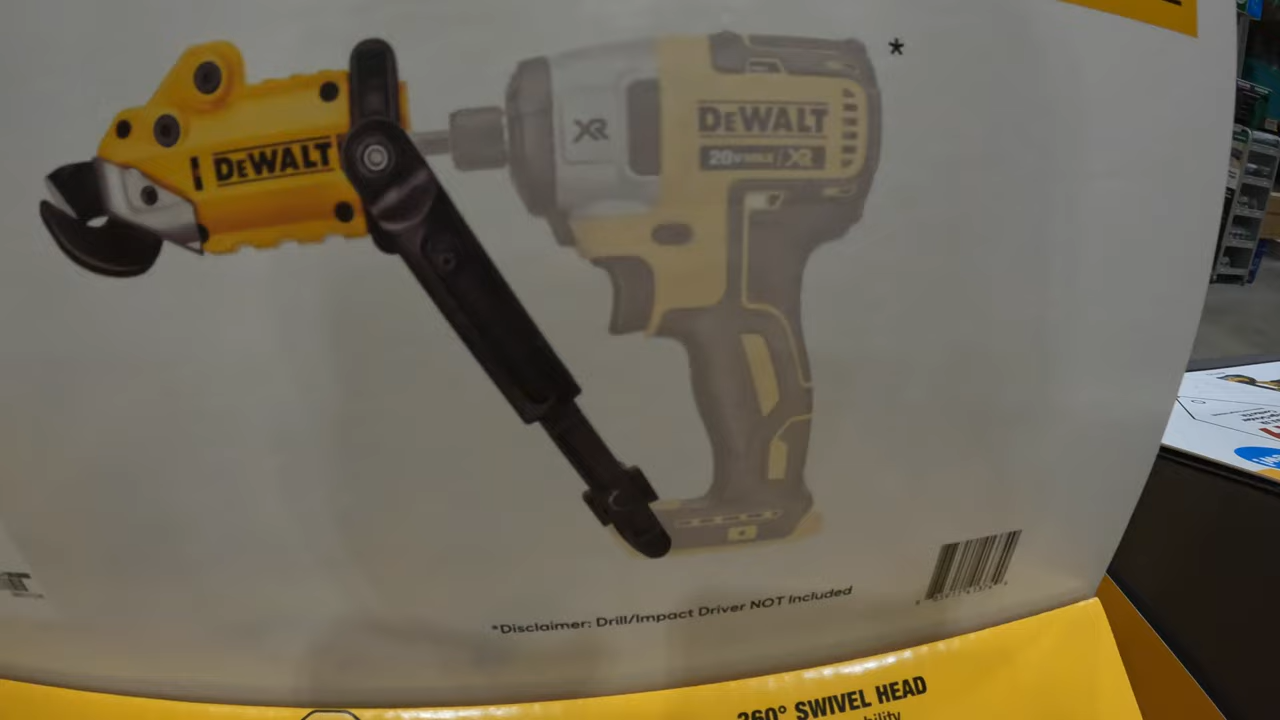 *
DEWALT
XR
DEWALT
20V MAX / XR
*Disclaimer: Drill/Impact Driver NOT Included
360° SWIVEL HEAD